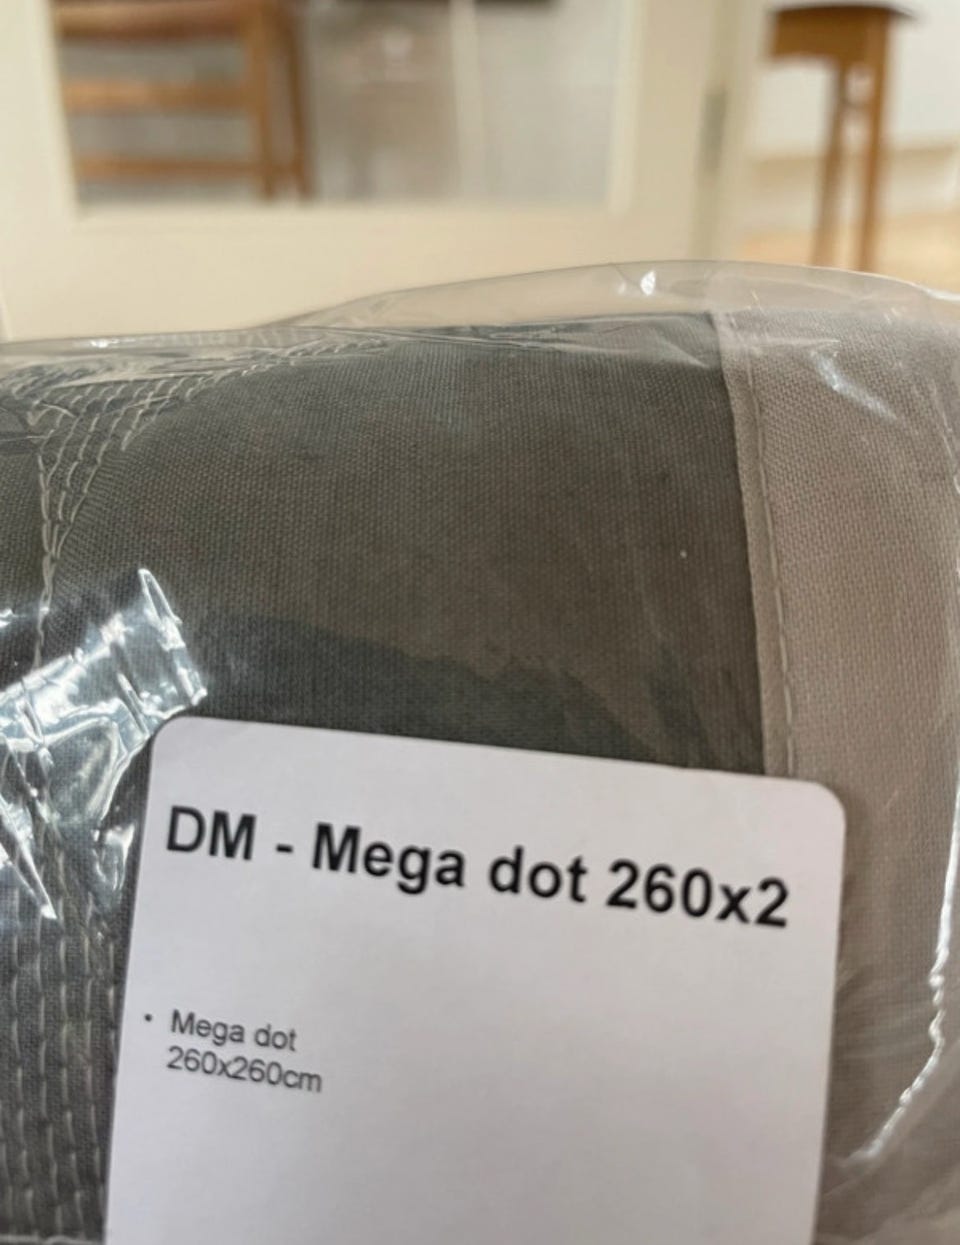 DM - Mega dot 260x2
• Mega dot
260x260cm